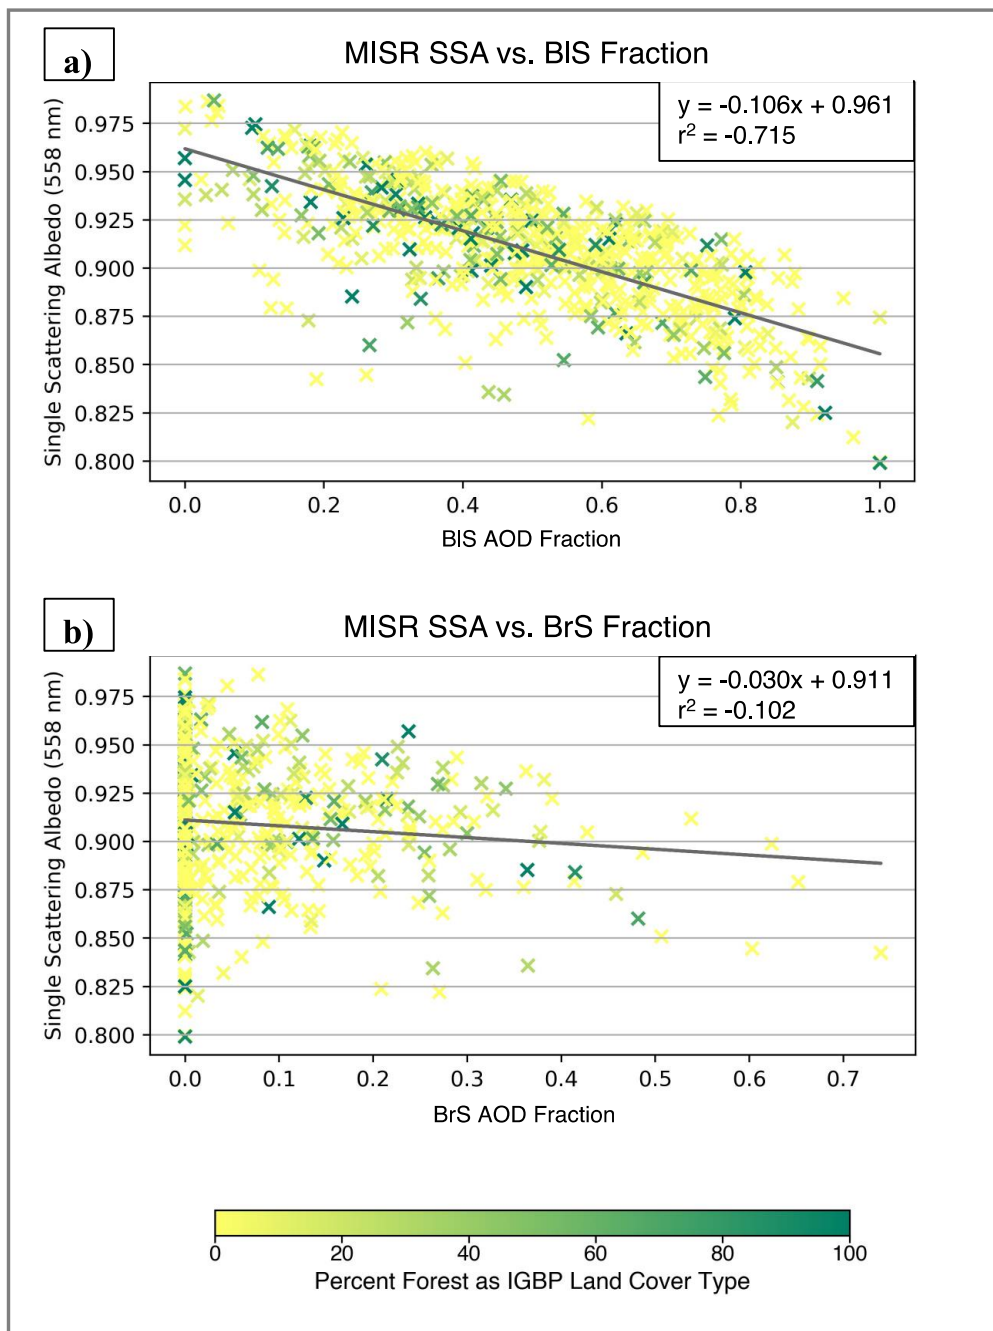 a)
MISR SSA vs. BlS Fraction
y = -0.106x + 0.961
r² = -0.715
Single Scattering Albedo (558 nm)
0.975
0.950
0.925
0.900
0.875
0.850
0.825
0.800
0.0 0.2 0.4 0.6 0.8 1.0
BlS AOD Fraction
b)
MISR SSA vs. BrS Fraction
y = -0.030x + 0.911
r² = -0.102
Single Scattering Albedo (558 nm)
0.975
0.950
0.925
0.900
0.875
0.850
0.825
0.800
0.0 0.1 0.2 0.3 0.4 0.5 0.6 0.7
BrS AOD Fraction
0 20 40 60 80 100
Percent Forest as IGBP Land Cover Type